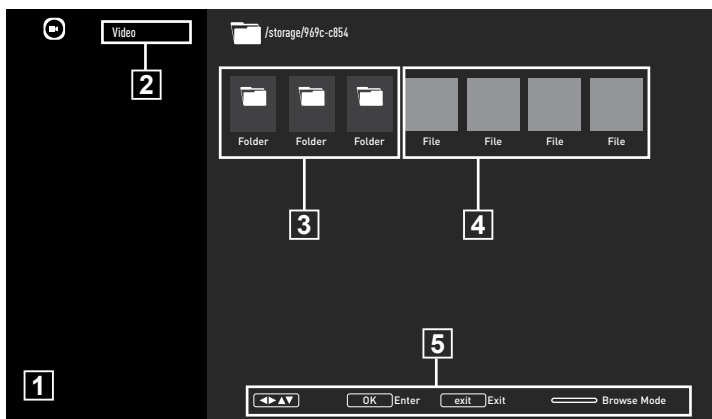 Video
/storage/969c-c854
2
Folder Folder Folder File File File File
3 4
5
1
◄►▲▼ OK Enter exit Exit Browse Mode